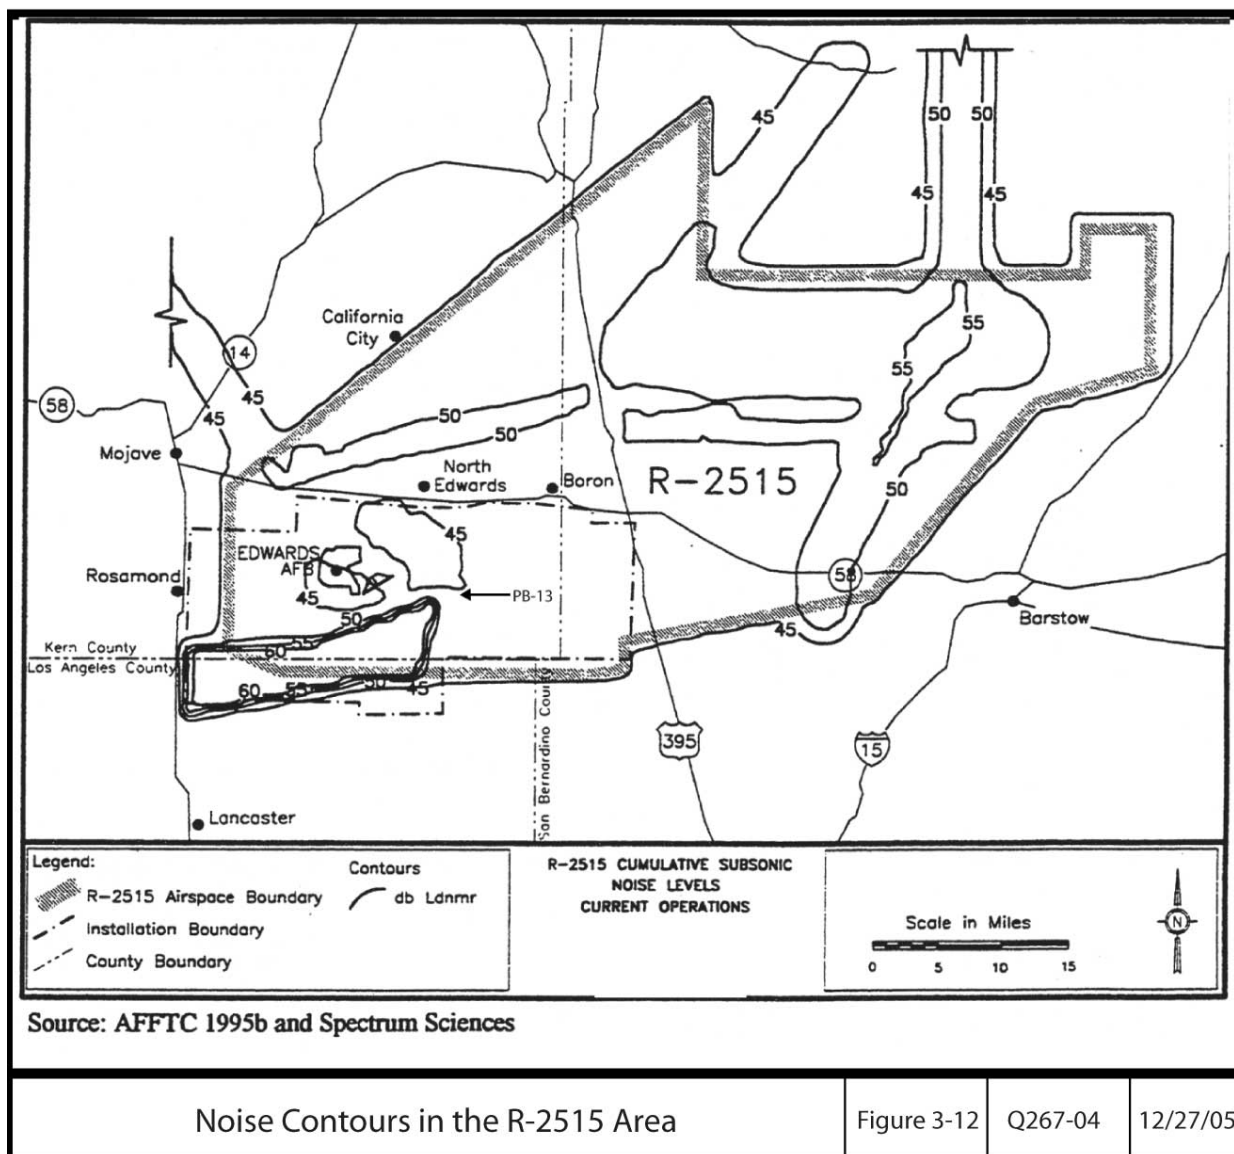 45
50
50
45
45
14
California
City
58
45
45
Mojave
50
50
55
55
North
Edwards
Boron
R-2515
50
45
EDWARDS
AFB
Rosamond
45
PB-13
58
Barstow
50
55
60
45
Kern County
Los Angeles County
60
55
50
45
San Bernardino County
395
15
Lancaster
Legend:
R-2515 Airspace Boundary
Installation Boundary
County Boundary
Contours
db Ldnmr
R-2515 CUMULATIVE SUBSONIC
NOISE LEVELS
CURRENT OPERATIONS
Scale in Miles
0 5 10 15
N
Source: AFFTC 1995b and Spectrum Sciences
Noise Contours in the R-2515 Area
Figure 3-12
Q267-04
12/27/05